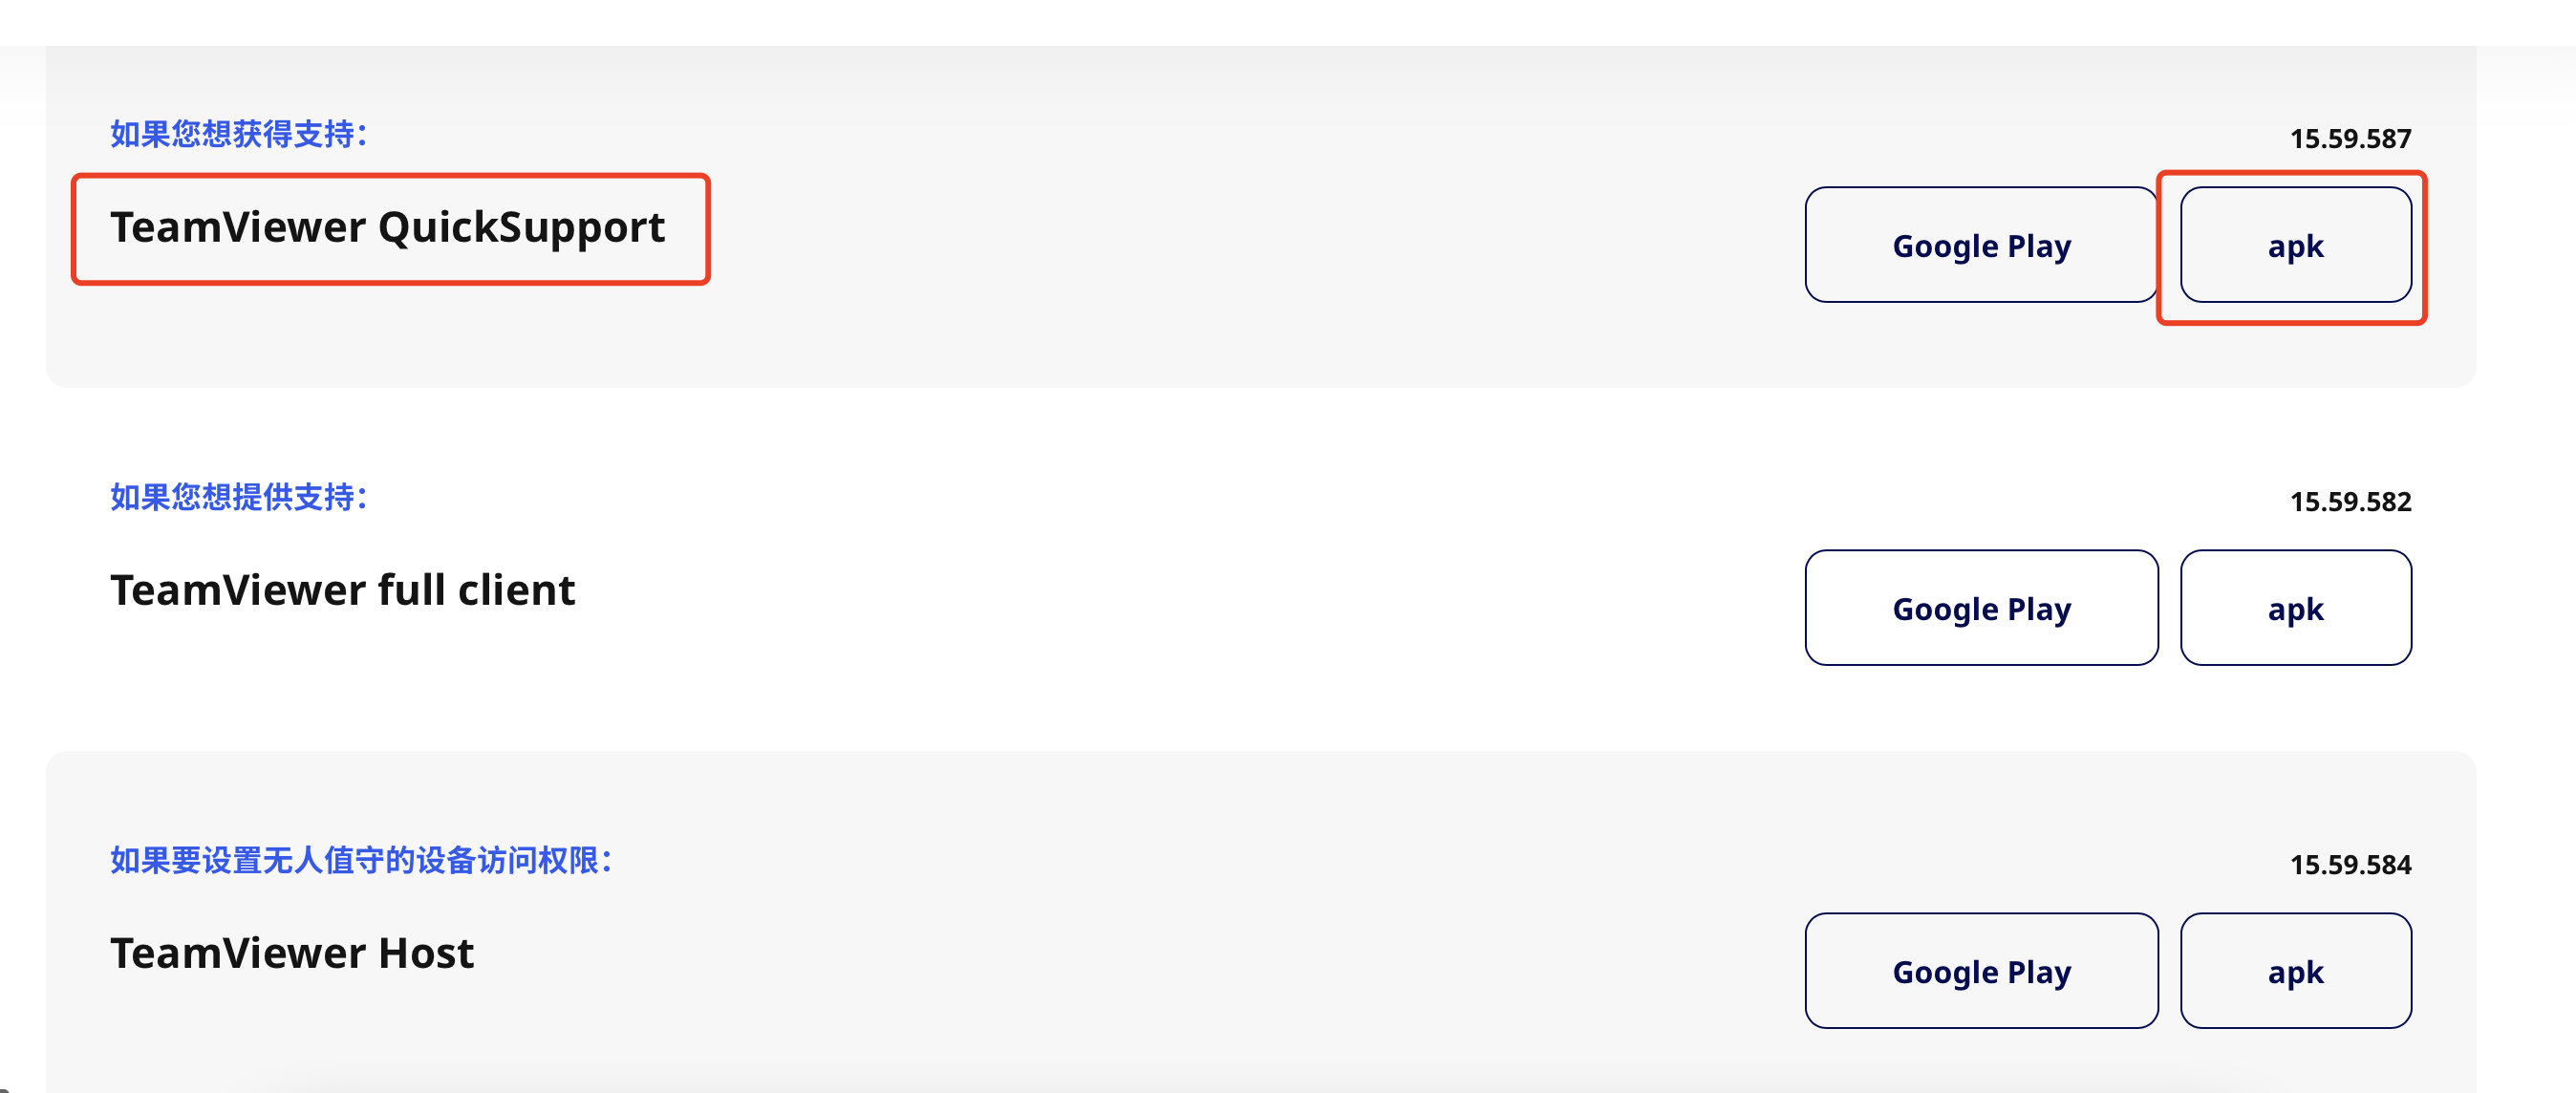 如果您想获得支持：
15.59.587
TeamViewer QuickSupport
Google Play
apk
如果您想提供支持：
15.59.582
TeamViewer full client
Google Play
apk
如果要设置无人值守的设备访问权限：
15.59.584
TeamViewer Host
Google Play
apk